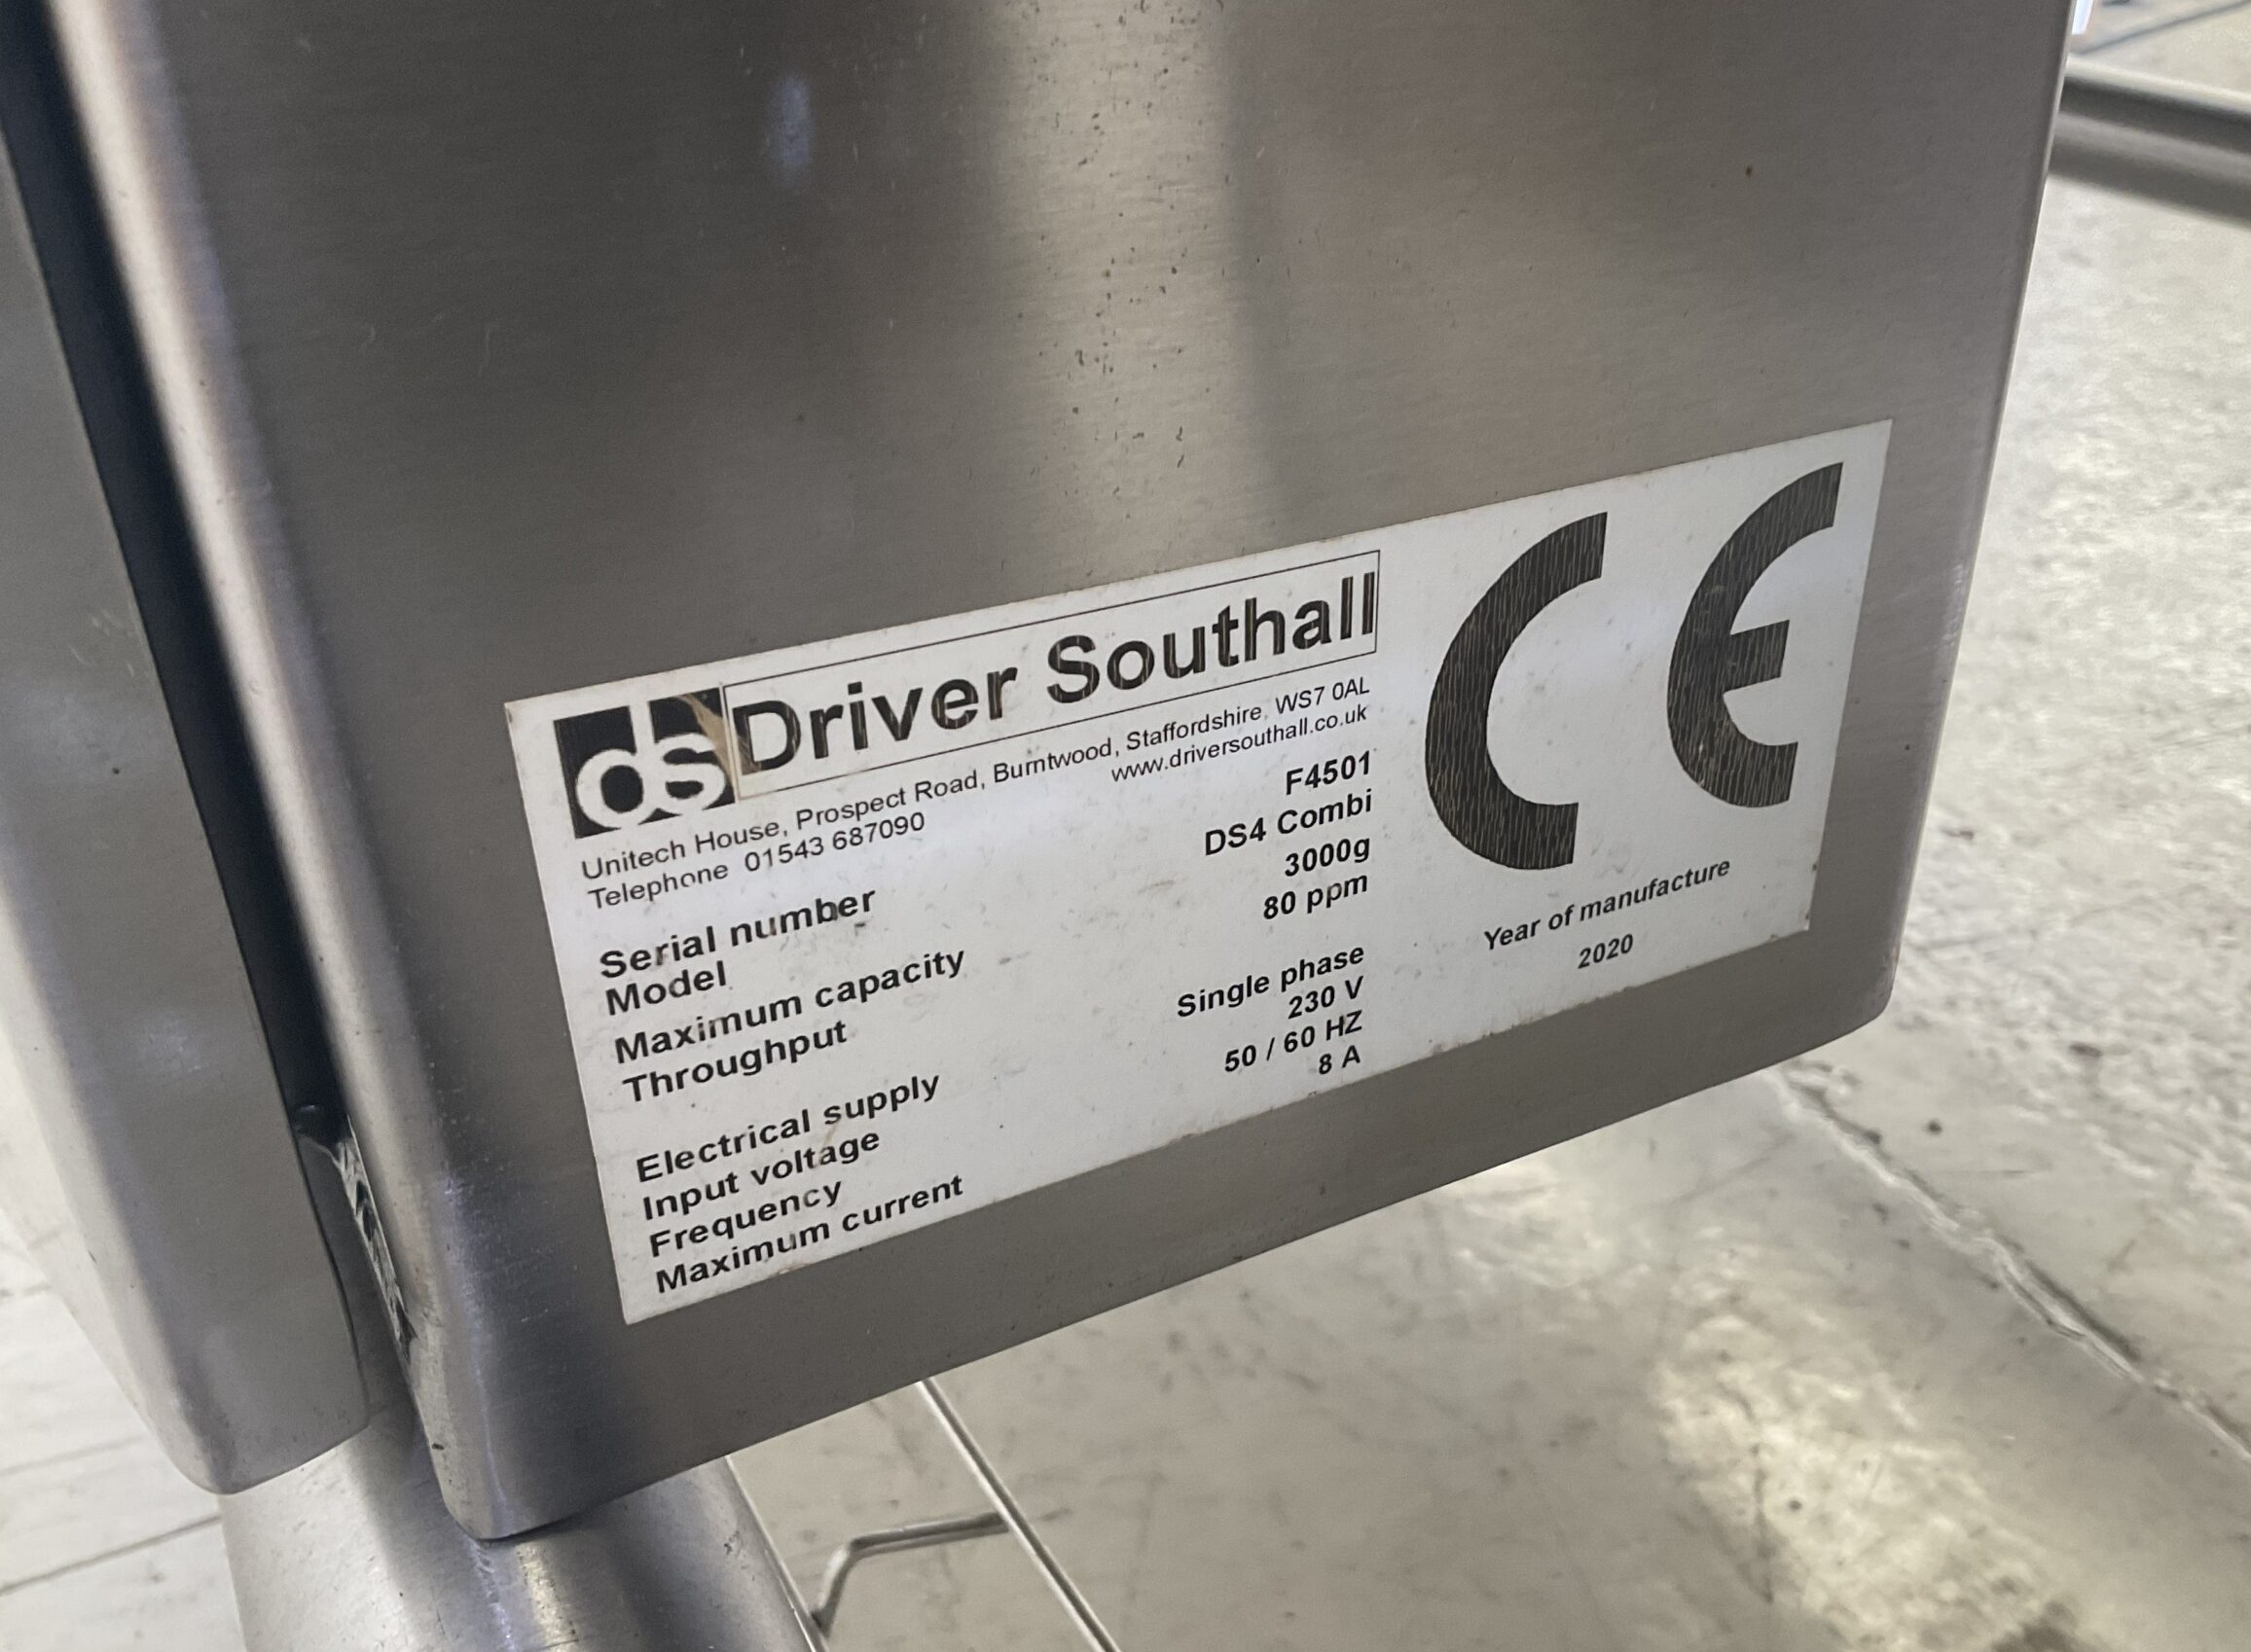 ds Driver Southall
Unitech House, Prospect Road, Burntwood, Staffordshire, WS7 0AL
Telephone 01543 687090 www.driversouthall.co.uk
Serial number F4501
Model DS4 Combi
Maximum capacity 3000g
Throughput 80 ppm
Electrical supply Single phase
Input voltage 230 V
Frequency 50 / 60 HZ
Maximum current 8 A
CE
Year of manufacture
2020